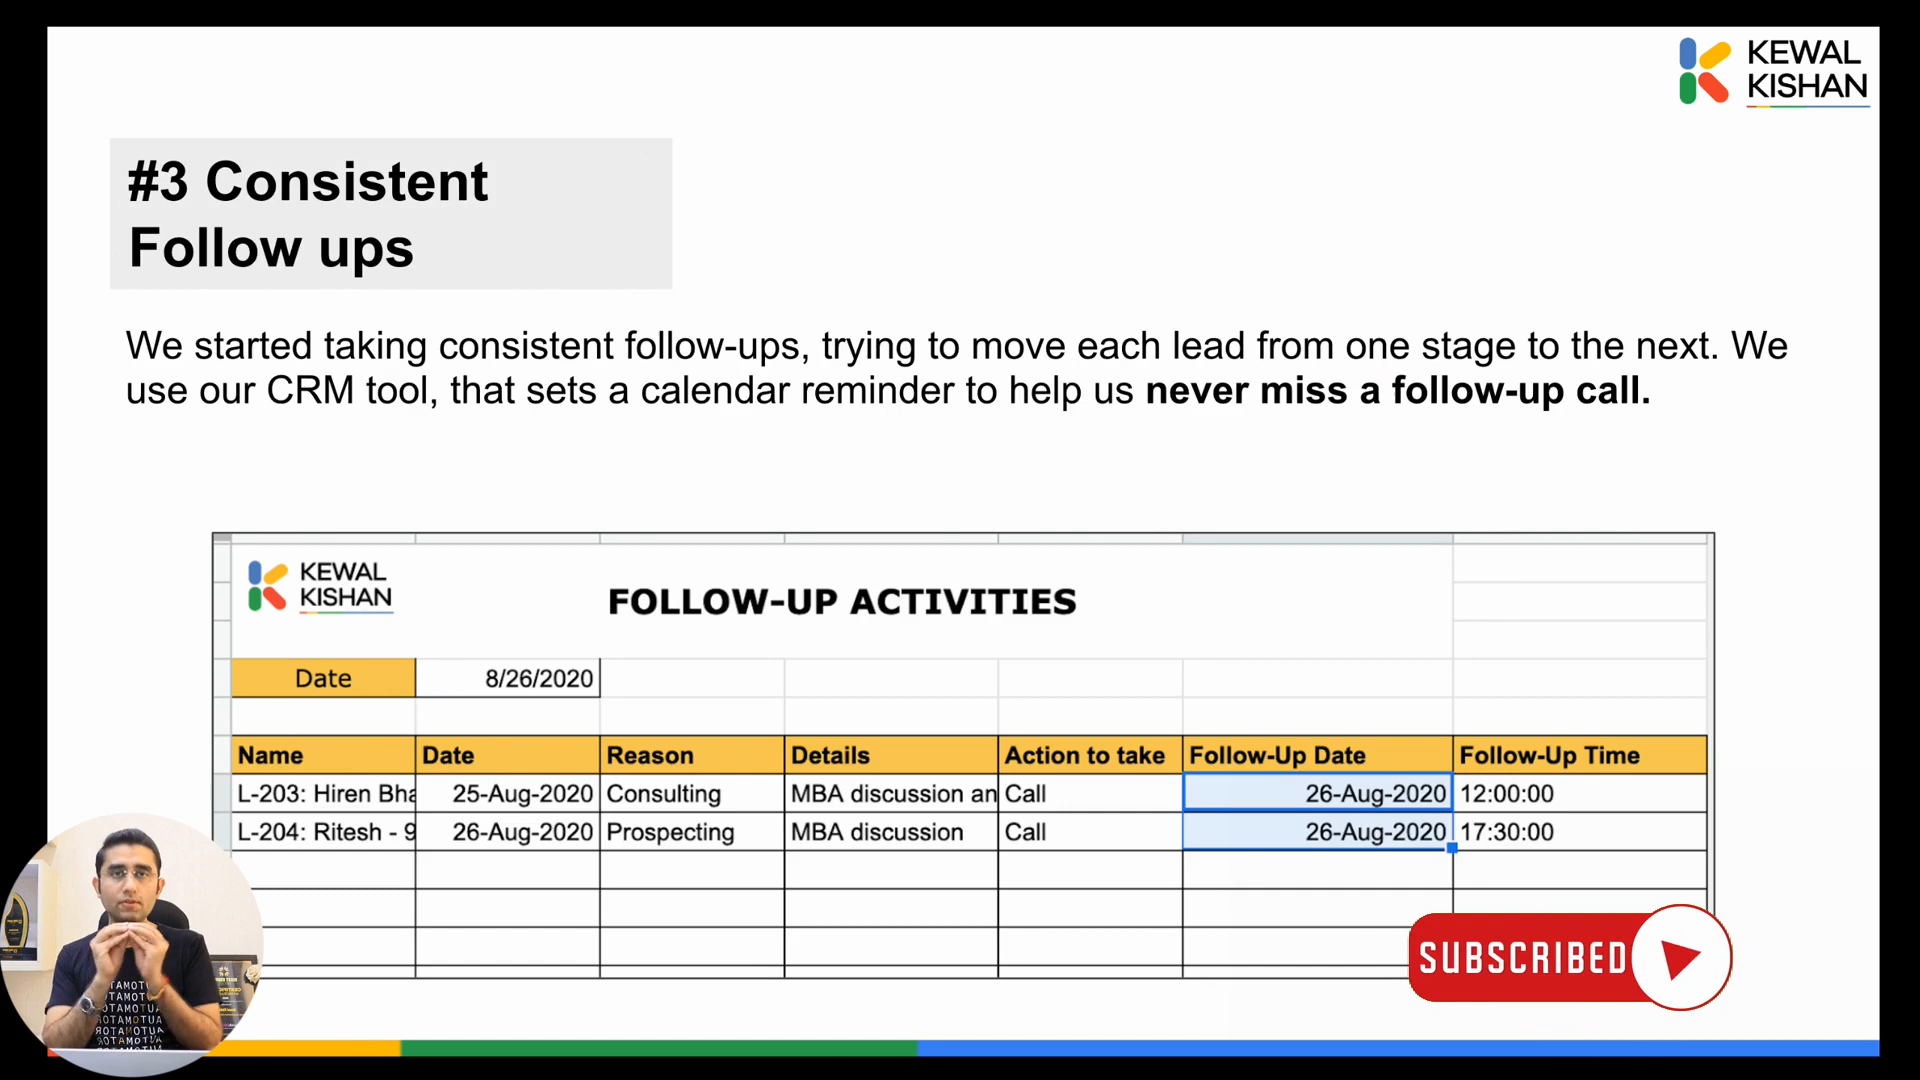 KEWAL
KISHAN
#3 Consistent
Follow ups
We started taking consistent follow-ups, trying to move each lead from one stage to the next. We
use our CRM tool, that sets a calendar reminder to help us never miss a follow-up call.
KEWAL
KISHAN
FOLLOW-UP ACTIVITIES
Date 8/26/2020
Name Date Reason Details Action to take Follow-Up Date Follow-Up Time
L-203: Hiren Bha 25-Aug-2020 Consulting MBA discussion an Call 26-Aug-2020 12:00:00
L-204: Ritesh - 9 26-Aug-2020 Prospecting MBA discussion Call 26-Aug-2020 17:30:00
SUBSCRIBED